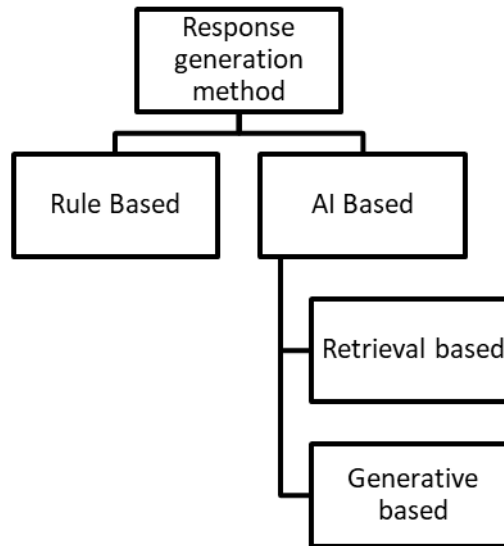 Response
generation
method
Rule Based
AI Based
Retrieval based
Generative
based